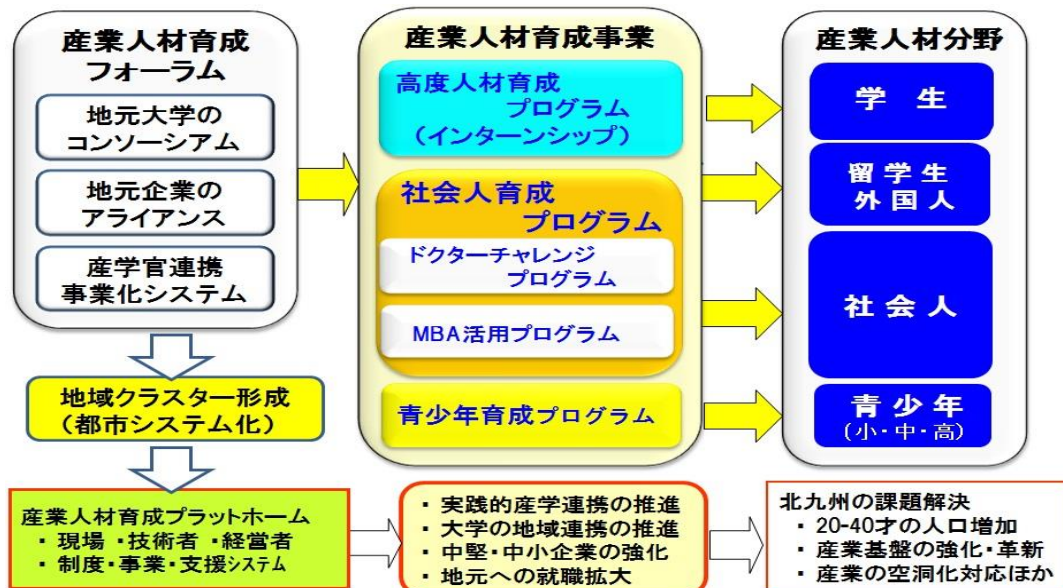 産業人材育成
フォーラム
地元大学の
コンソーシアム
地元企業の
アライアンス
産学官連携
事業化システム
地域クラスター形成
（都市システム化）
産業人材育成プラットホーム
・現場・技術者・経営者
・制度・事業・支援システム
産業人材育成事業
高度人材育成
プログラム
（インターンシップ）
社会人育成
プログラム
ドクターチャレンジ
プログラム
MBA活用プログラム
青少年育成プログラム
・実践的産学連携の推進
・大学の地域連携の推進
・中堅・中小企業の強化
・地元への就職拡大
産業人材分野
学 生
留学生
外国人
社会人
青少年
（小・中・高）
北九州の課題解決
・20-40才の人口増加
・産業基盤の強化・革新
・産業の空洞化対応ほか